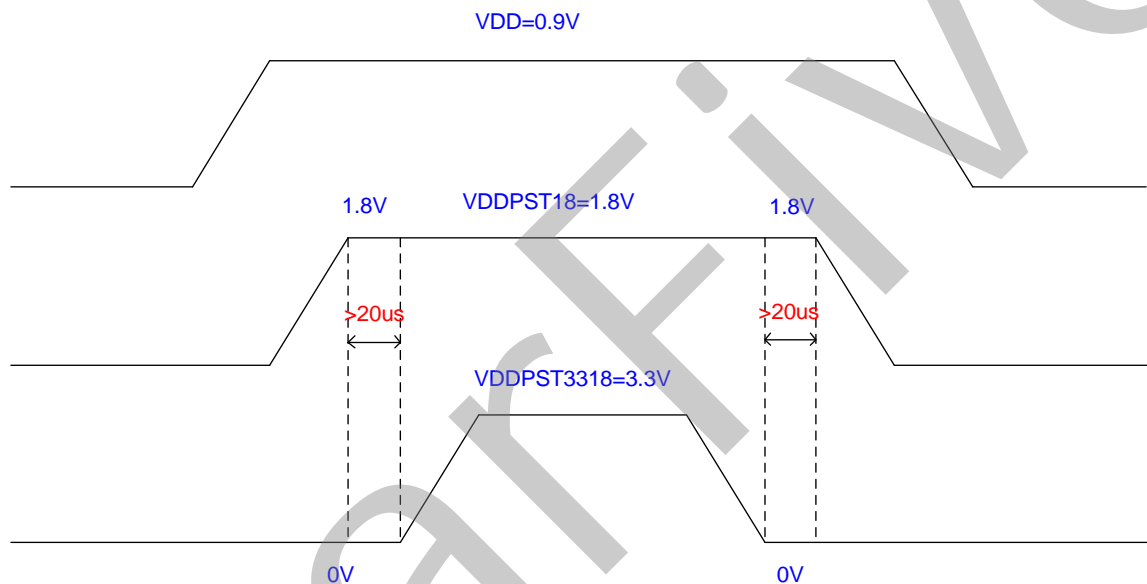 VDD=0.9V
1.8V
VDDPST18=1.8V
1.8V
>20us
>20us
VDDPST3318=3.3V
0V
0V